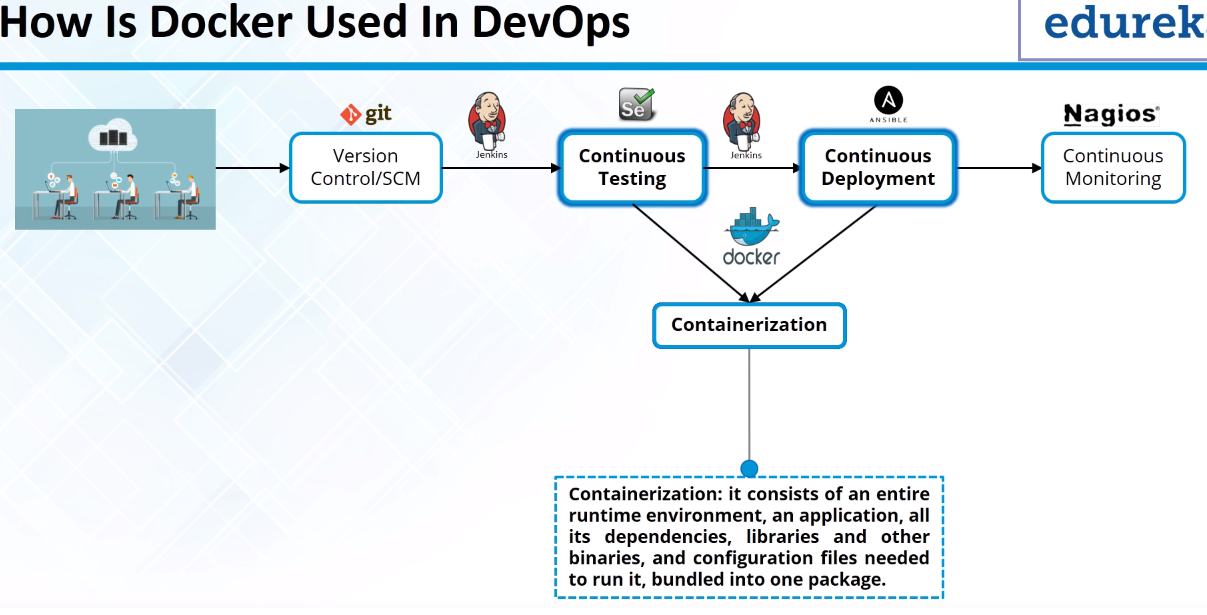 How Is Docker Used In DevOps
edurek
git
Jenkins
Se
Jenkins
ANSIBLE
Nagios®
Version
Control/SCM
Continuous
Testing
Continuous
Deployment
Continuous
Monitoring
docker
Containerization
Containerization: it consists of an entire
runtime environment, an application, all
its dependencies, libraries and other
binaries, and configuration files needed
to run it, bundled into one package.